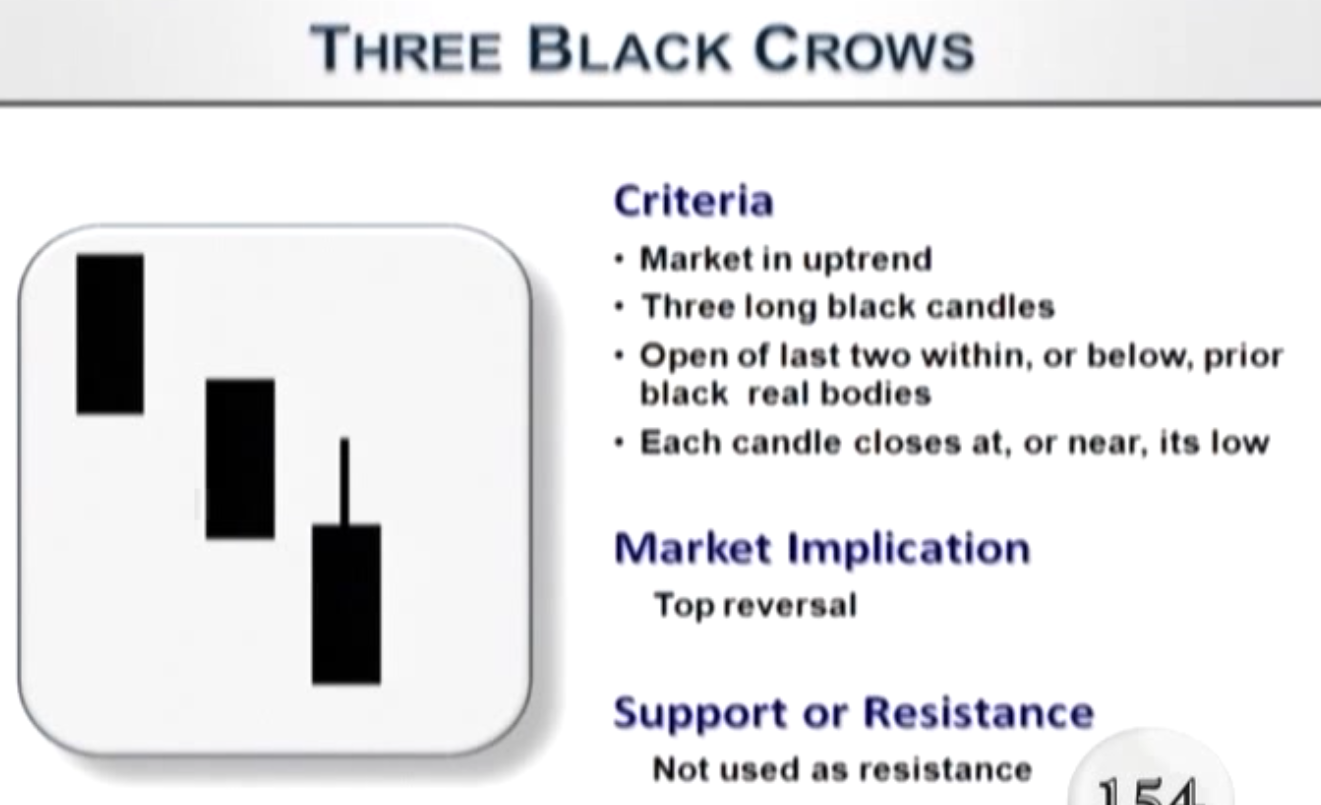 THREE BLACK CROWS
Criteria
• Market in uptrend
• Three long black candles
• Open of last two within, or below, prior
black real bodies
• Each candle closes at, or near, its low
Market Implication
Top reversal
Support or Resistance
Not used as resistance
154